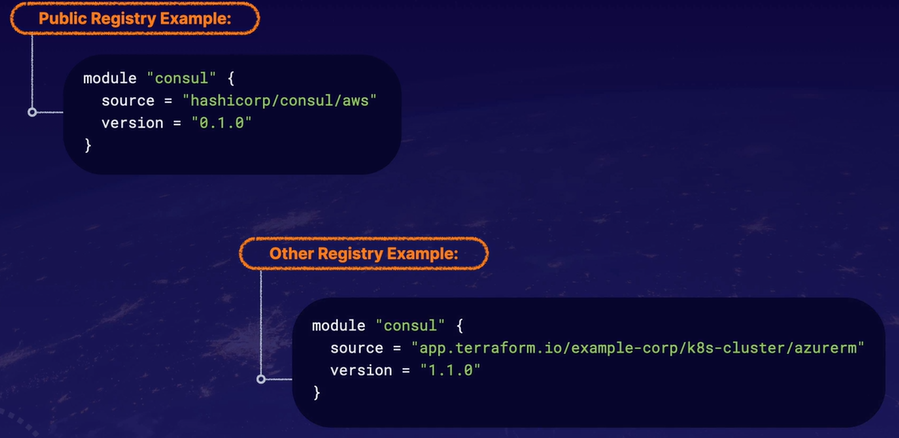 Public Registry Example:
module "consul" {
  source = "hashicorp/consul/aws"
  version = "0.1.0"
}
Other Registry Example:
module "consul" {
  source = "app.terraform.io/example-corp/k8s-cluster/azurerm"
  version = "1.1.0"
}